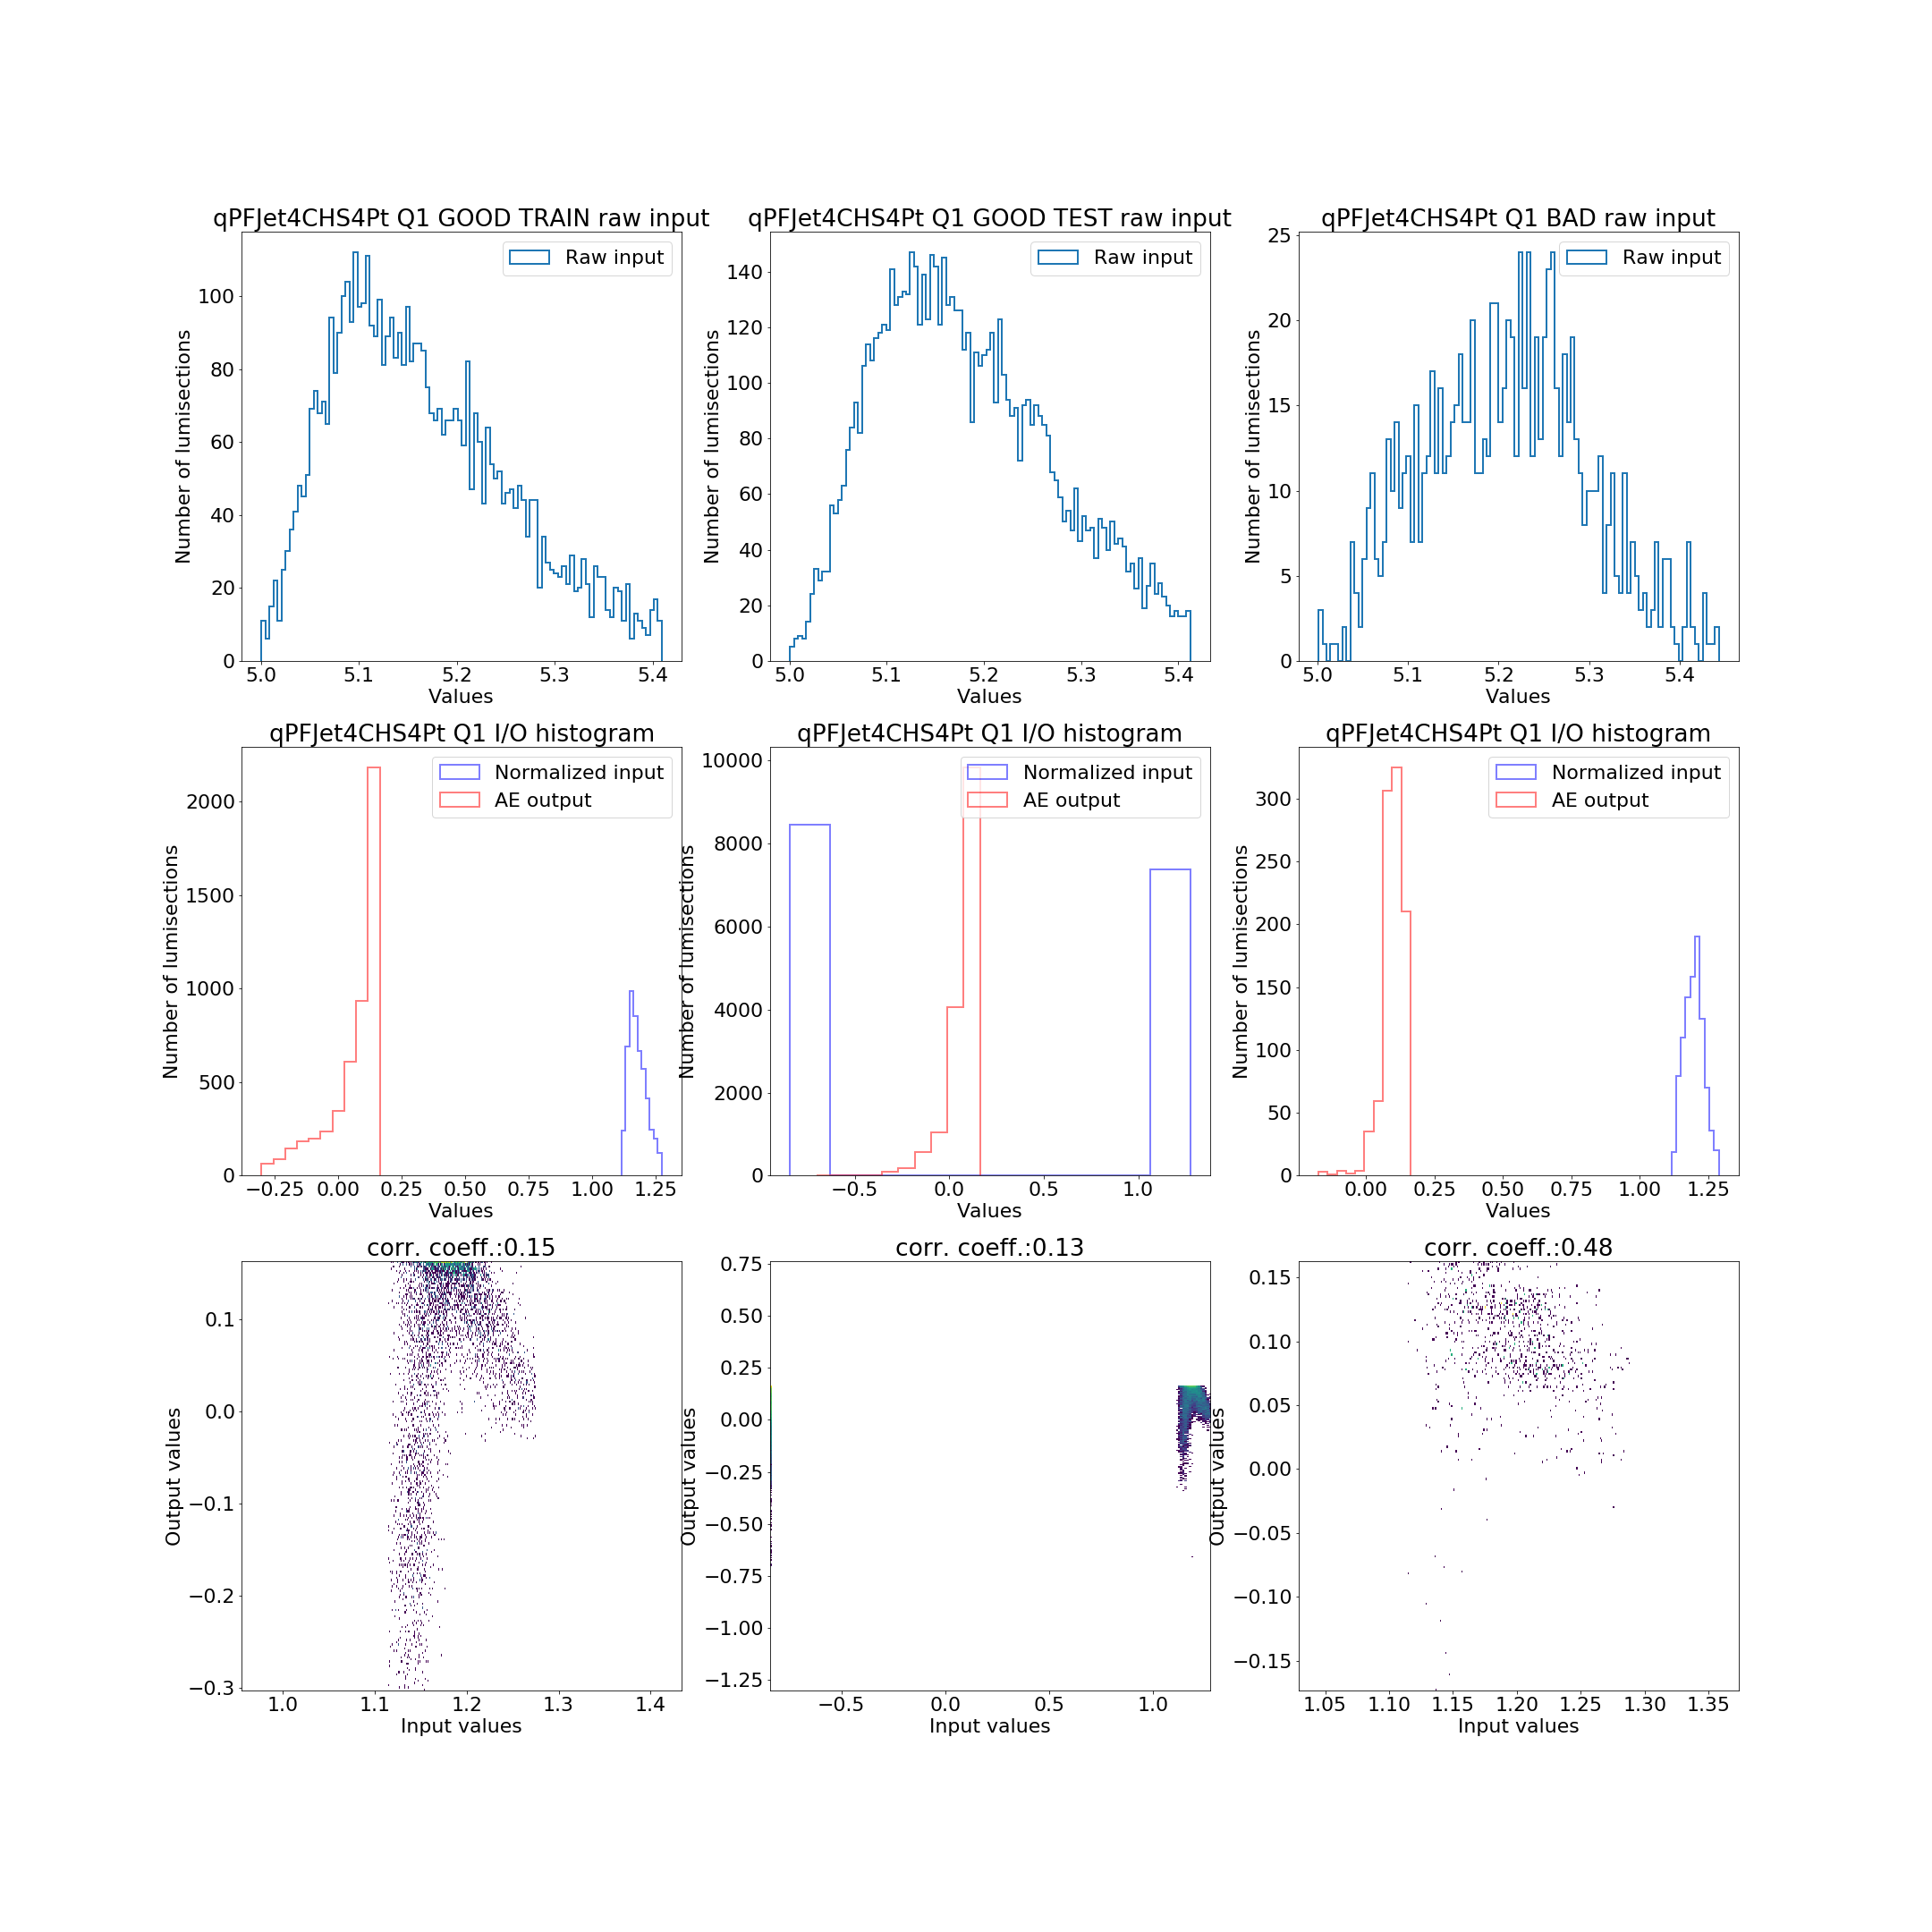 qPFJet4CHS4Pt Q1 GOOD TRAIN raw input
Raw input
Number of lumisections
0
20
40
60
80
100
5.0 5.1 5.2 5.3 5.4
Values
qPFJet4CHS4Pt Q1 GOOD TEST raw input
Raw input
Number of lumisections
0
20
40
60
80
100
120
140
5.0 5.1 5.2 5.3 5.4
Values
qPFJet4CHS4Pt Q1 BAD raw input
Raw input
Number of lumisections
0
5
10
15
20
25
5.0 5.1 5.2 5.3 5.4
Values
qPFJet4CHS4Pt Q1 I/O histogram
Normalized input
AE output
Number of lumisections
0
500
1000
1500
2000
−0.25 0.00 0.25 0.50 0.75 1.00 1.25
Values
qPFJet4CHS4Pt Q1 I/O histogram
Normalized input
AE output
Number of lumisections
0
2000
4000
6000
8000
10000
−0.5 0.0 0.5 1.0
Values
qPFJet4CHS4Pt Q1 I/O histogram
Normalized input
AE output
Number of lumisections
0
50
100
150
200
250
300
0.00 0.25 0.50 0.75 1.00 1.25
Values
corr. coeff.:0.15
Output values
−0.3
−0.2
−0.1
0.0
0.1
1.0 1.1 1.2 1.3 1.4
Input values
corr. coeff.:0.13
Output values
−1.25
−1.00
−0.75
−0.50
−0.25
0.00
0.25
0.50
0.75
−0.5 0.0 0.5 1.0
Input values
corr. coeff.:0.48
Output values
−0.15
−0.10
−0.05
0.00
0.05
0.10
0.15
1.05 1.10 1.15 1.20 1.25 1.30 1.35
Input values